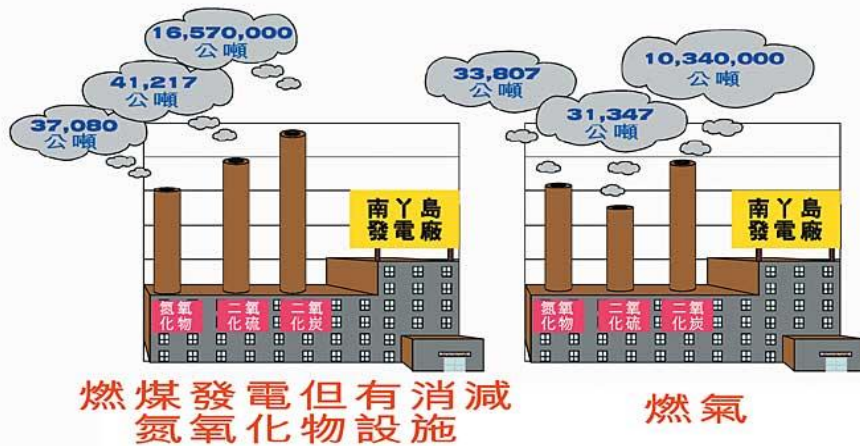 16,570,000
公噸
41,217
公噸
37,080
公噸
南丫島
發電廠
氮氧
化物
二氧
化硫
二氧
化炭
燃煤發電但有消減
氮氧化物設施
10,340,000
公噸
33,807
公噸
31,347
公噸
南丫島
發電廠
氮氧
化物
二氧
化硫
二氧
化炭
燃氣